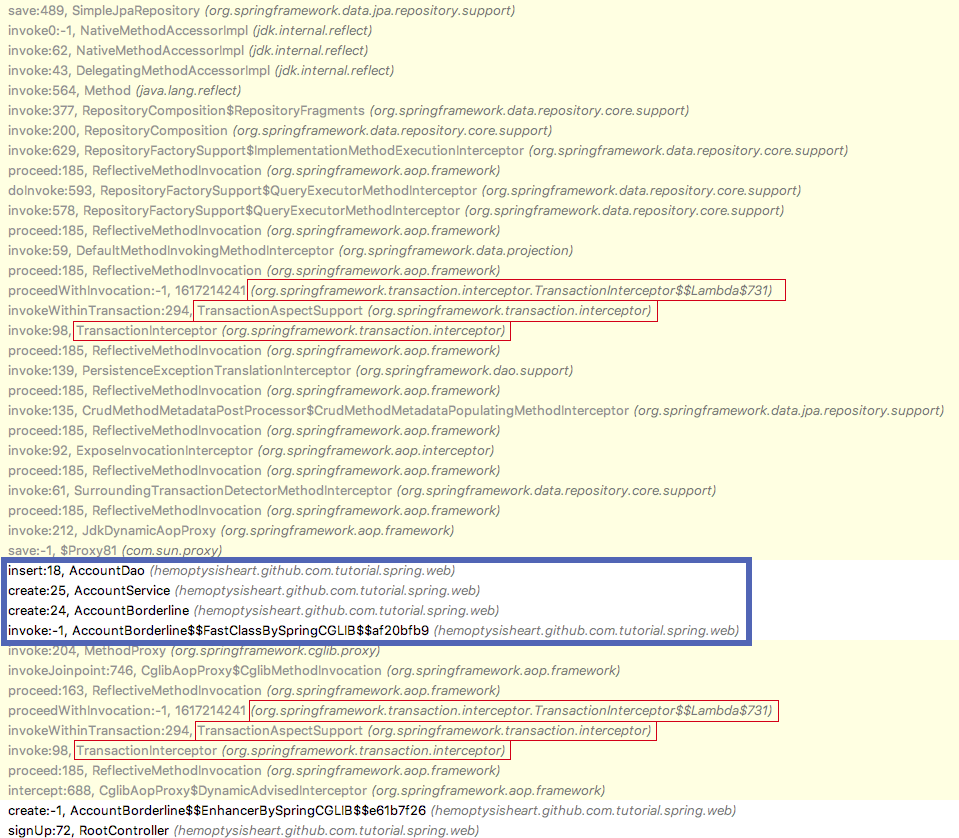 save:489, SimpleJpaRepository (org.springframework.data.jpa.repository.support)
invoke0:-1, NativeMethodAccessorImpl (jdk.internal.reflect)
invoke:62, NativeMethodAccessorImpl (jdk.internal.reflect)
invoke:43, DelegatingMethodAccessorImpl (jdk.internal.reflect)
invoke:564, Method (java.lang.reflect)
invoke:377, RepositoryComposition$RepositoryFragments (org.springframework.data.repository.core.support)
invoke:200, RepositoryComposition (org.springframework.data.repository.core.support)
invoke:629, RepositoryFactorySupport$ImplementationMethodExecutionInterceptor (org.springframework.data.repository.core.support)
proceed:185, ReflectiveMethodInvocation (org.springframework.aop.framework)
doInvoke:593, RepositoryFactorySupport$QueryExecutorMethodInterceptor (org.springframework.data.repository.core.support)
invoke:578, RepositoryFactorySupport$QueryExecutorMethodInterceptor (org.springframework.data.repository.core.support)
proceed:185, ReflectiveMethodInvocation (org.springframework.aop.framework)
invoke:59, DefaultMethodInvokingMethodInterceptor (org.springframework.data.projection)
proceed:185, ReflectiveMethodInvocation (org.springframework.aop.framework)
proceedWithInvocation:-1, 1617214241 (org.springframework.transaction.interceptor.TransactionInterceptor$$Lambda$731)
invokeWithinTransaction:294, TransactionAspectSupport (org.springframework.transaction.interceptor)
invoke:98, TransactionInterceptor (org.springframework.transaction.interceptor)
proceed:185, ReflectiveMethodInvocation (org.springframework.aop.framework)
invoke:139, PersistenceExceptionTranslationInterceptor (org.springframework.dao.support)
proceed:185, ReflectiveMethodInvocation (org.springframework.aop.framework)
invoke:135, CrudMethodMetadataPostProcessor$CrudMethodMetadataPopulatingMethodInterceptor (org.springframework.data.jpa.repository.support)
proceed:185, ReflectiveMethodInvocation (org.springframework.aop.framework)
invoke:92, ExposeInvocationInterceptor (org.springframework.aop.interceptor)
proceed:185, ReflectiveMethodInvocation (org.springframework.aop.framework)
invoke:61, SurroundingTransactionDetectorMethodInterceptor (org.springframework.data.repository.core.support)
proceed:185, ReflectiveMethodInvocation (org.springframework.aop.framework)
invoke:212, JdkDynamicAopProxy (org.springframework.aop.framework)
save:-1, $Proxy81 (com.sun.proxy)
insert:18, AccountDao (hemoptysisheart.github.com.tutorial.spring.web)
create:25, AccountService (hemoptysisheart.github.com.tutorial.spring.web)
create:24, AccountBorderline (hemoptysisheart.github.com.tutorial.spring.web)
invoke:-1, AccountBorderline$$FastClassBySpringCGLIB$$af20bfb9 (hemoptysisheart.github.com.tutorial.spring.web)
invoke:204, MethodProxy (org.springframework.cglib.proxy)
invokeJoinpoint:746, CglibAopProxy$CglibMethodInvocation (org.springframework.aop.framework)
proceed:163, ReflectiveMethodInvocation (org.springframework.aop.framework)
proceedWithInvocation:-1, 1617214241 (org.springframework.transaction.interceptor.TransactionInterceptor$$Lambda$731)
invokeWithinTransaction:294, TransactionAspectSupport (org.springframework.transaction.interceptor)
invoke:98, TransactionInterceptor (org.springframework.transaction.interceptor)
proceed:185, ReflectiveMethodInvocation (org.springframework.aop.framework)
intercept:688, CglibAopProxy$DynamicAdvisedInterceptor (org.springframework.aop.framework)
create:-1, AccountBorderline$$EnhancerBySpringCGLIB$$e61b7f26 (hemoptysisheart.github.com.tutorial.spring.web)
signUp:72, RootController (hemoptysisheart.github.com.tutorial.spring.web)